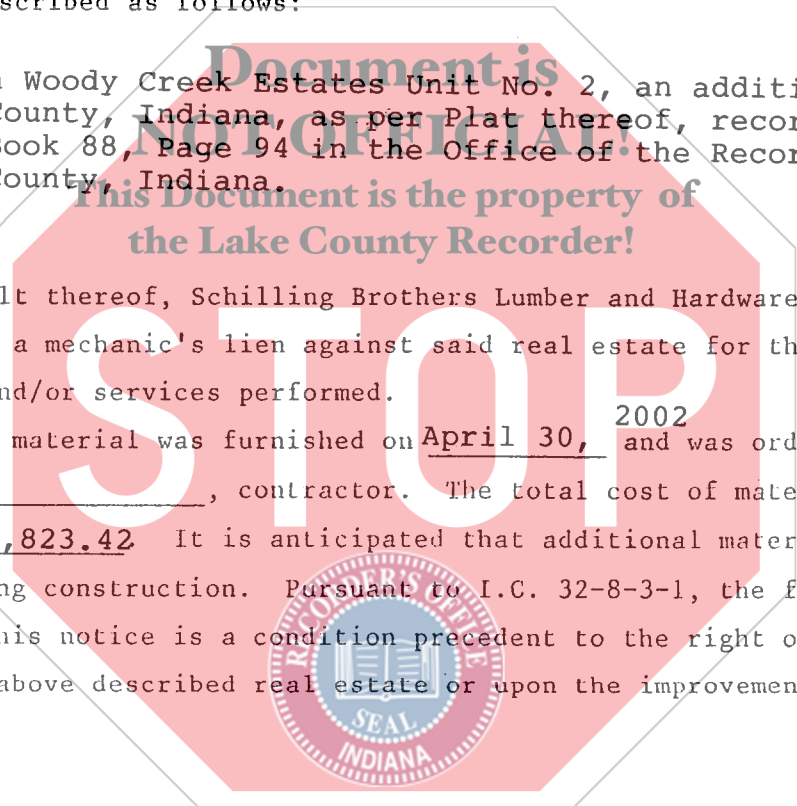 scribed as follows:
Document is
Woody Creek Estates Unit No. 2, an additi
County, Indiana, as per Plat thereof, recor
NOT OFFICIAL!
Book 88, Page 94 in the Office of the Recor
County, Indiana.
This Document is the property of
the Lake County Recorder!
lt thereof, Schilling Brothers Lumber and Hardware
a mechanic's lien against said real estate for th
nd/or services performed.
STOP
material was furnished on April 30, 2002 and was ord
, contractor. The total cost of mate
,823.42. It is anticipated that additional mater
ng construction. Pursuant to I.C. 32-8-3-1, the f
his notice is a condition precedent to the right o
above described real estate or upon the improvemen
RECORDER'S OFFICE
SEAL
INDIANA